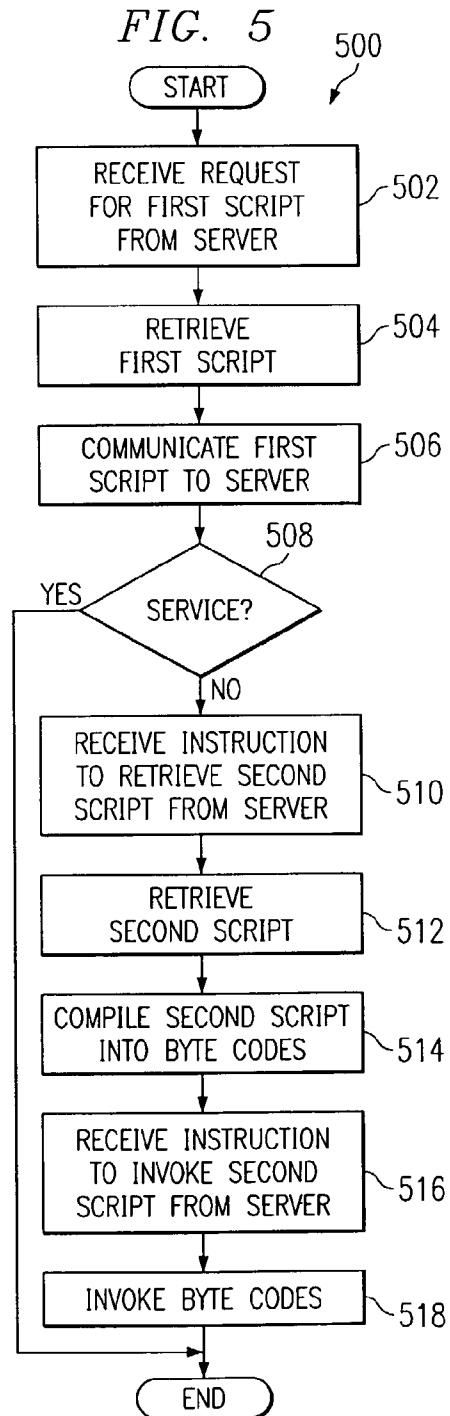 FIG. 5
500
START
RECEIVE REQUEST
FOR FIRST SCRIPT
FROM SERVER
502
RETRIEVE
FIRST SCRIPT
504
COMMUNICATE FIRST
SCRIPT TO SERVER
506
508
YES
SERVICE?
NO
RECEIVE INSTRUCTION
TO RETRIEVE SECOND
SCRIPT FROM SERVER
510
RETRIEVE
SECOND SCRIPT
512
COMPILE SECOND SCRIPT
INTO BYTE CODES
514
RECEIVE INSTRUCTION
TO INVOKE SECOND
SCRIPT FROM SERVER
516
INVOKE BYTE CODES
518
END